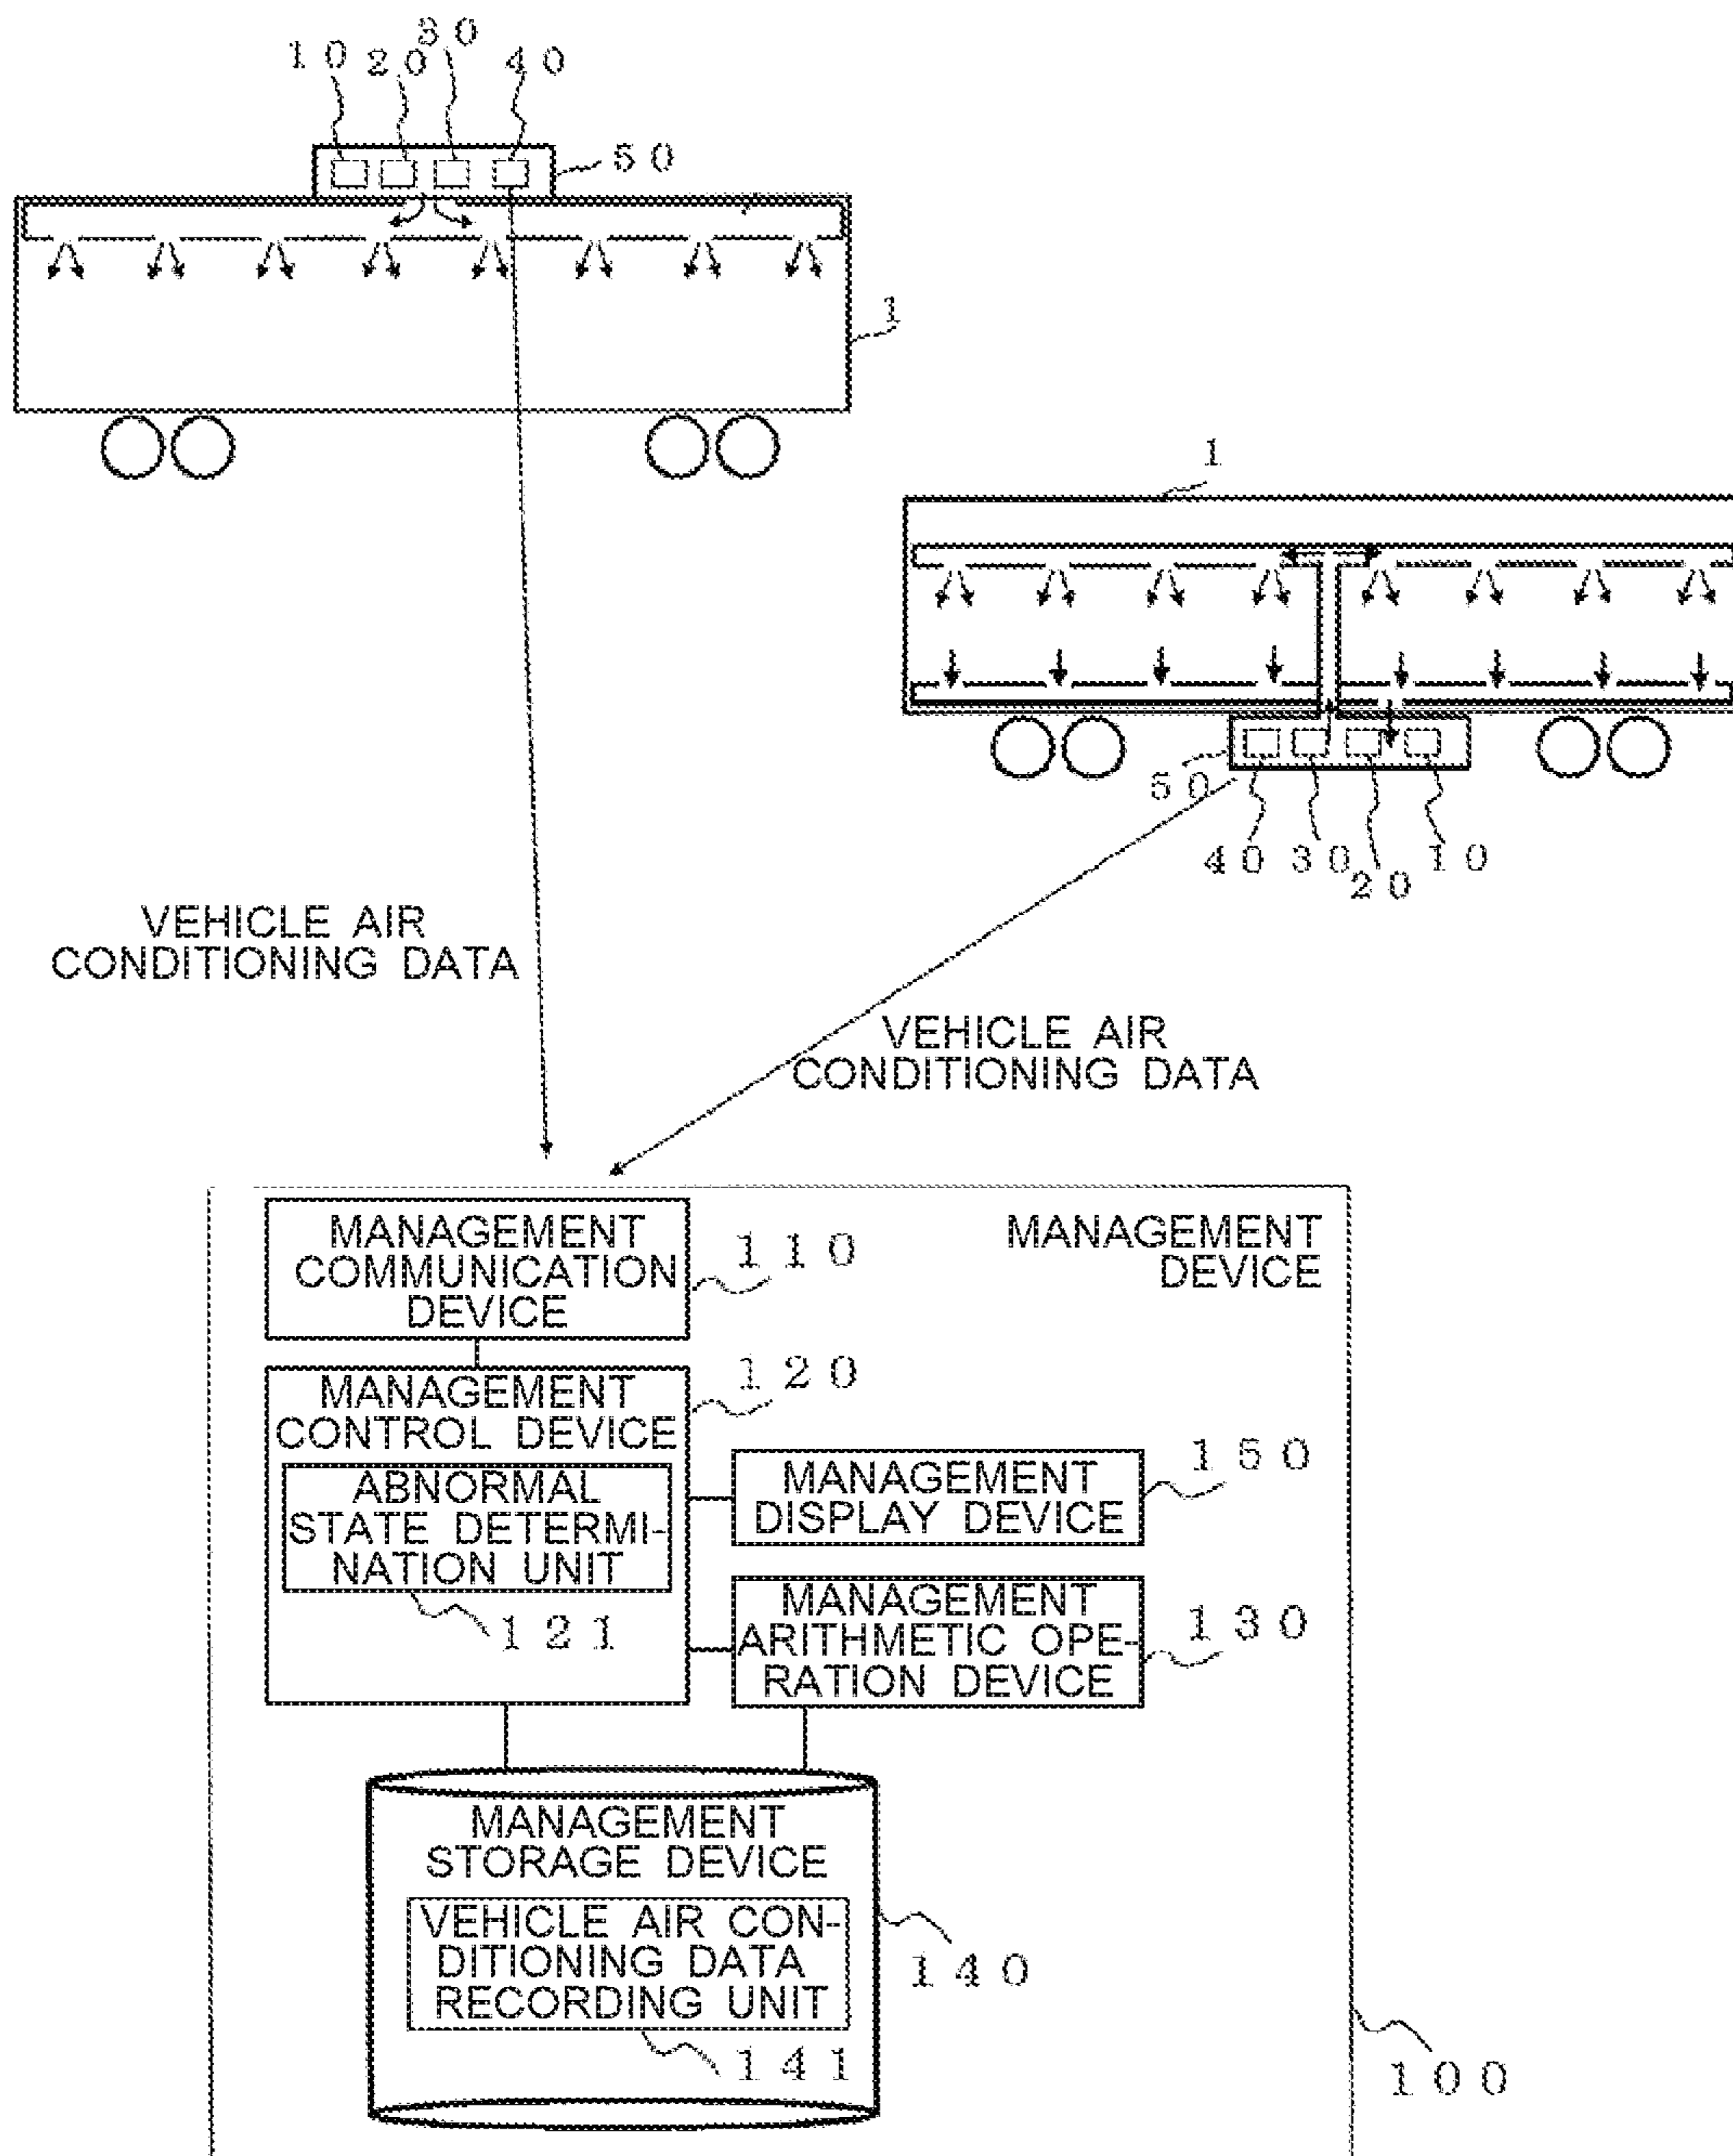 30
10 20 40
50
1
1
50
40 30 10
20
VEHICLE AIR
CONDITIONING DATA
VEHICLE AIR
CONDITIONING DATA
MANAGEMENT
COMMUNICATION
DEVICE
110
MANAGEMENT
DEVICE
MANAGEMENT
CONTROL DEVICE
120
ABNORMAL
STATE DETERMI-
NATION UNIT
121
MANAGEMENT
DISPLAY DEVICE
150
MANAGEMENT
ARITHMETIC OPE-
RATION DEVICE
130
MANAGEMENT
STORAGE DEVICE
VEHICLE AIR CON-
DITIONING DATA
RECORDING UNIT
140
141
100